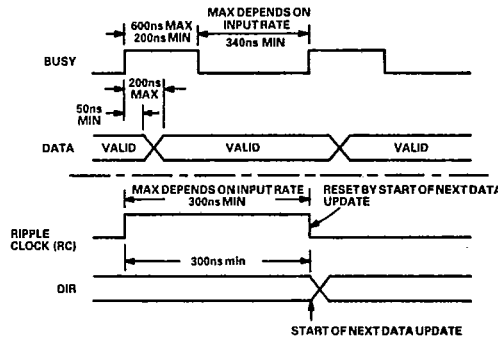 600ns MAX
200ns MIN
MAX DEPENDS ON
INPUT RATE
340ns MIN
BUSY
200ns
MAX
50ns
MIN
DATA
VALID
VALID
VALID
MAX DEPENDS ON INPUT RATE
300ns MIN
RESET BY START OF NEXT DATA
UPDATE
RIPPLE
CLOCK (RC)
300ns min
DIR
START OF NEXT DATA UPDATE